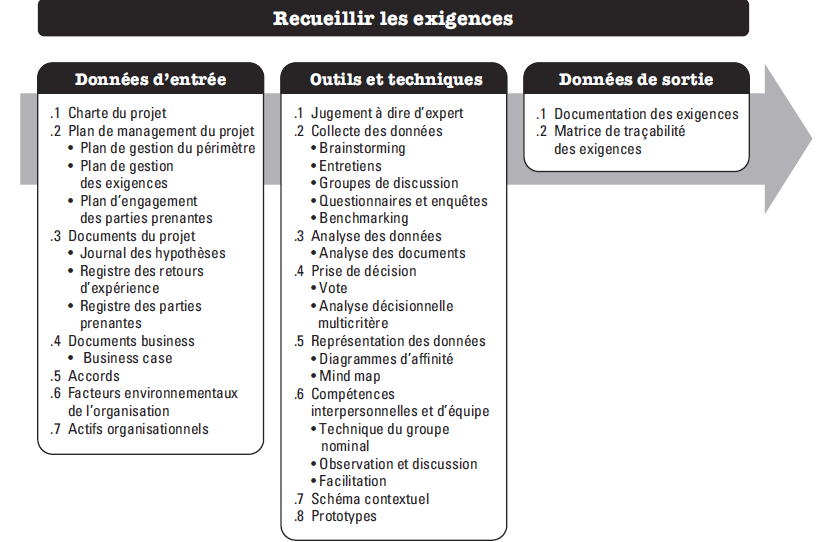 Recueillir les exigences
Données d'entrée
.1 Charte du projet
.2 Plan de management du projet
• Plan de gestion du périmètre
• Plan de gestion
des exigences
• Plan d'engagement
des parties prenantes
.3 Documents du projet
• Journal des hypothèses
• Registre des retours
d'expérience
• Registre des parties
prenantes
.4 Documents business
• Business case
.5 Accords
.6 Facteurs environnementaux
de l'organisation
.7 Actifs organisationnels
Outils et techniques
.1 Jugement à dire d'expert
.2 Collecte des données
• Brainstorming
• Entretiens
• Groupes de discussion
• Questionnaires et enquêtes
• Benchmarking
.3 Analyse des données
• Analyse des documents
.4 Prise de décision
• Vote
• Analyse décisionnelle
multicritère
.5 Représentation des données
• Diagrammes d'affinité
• Mind map
.6 Compétences
interpersonnelles et d'équipe
• Technique du groupe
nominal
• Observation et discussion
• Facilitation
.7 Schéma contextuel
.8 Prototypes
Données de sortie
.1 Documentation des exigences
.2 Matrice de traçabilité
des exigences